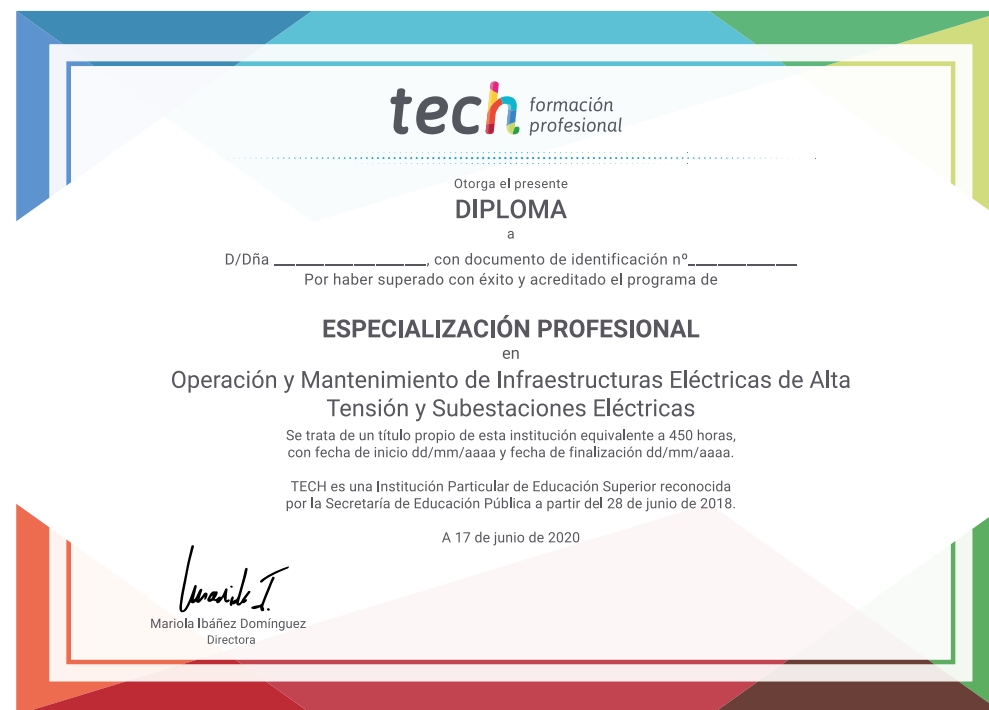 tech formación
profesional
Otorga el presente
DIPLOMA
a
D/Dña ______________, con documento de identificación nº__________
Por haber superado con éxito y acreditado el programa de
ESPECIALIZACIÓN PROFESIONAL
en
Operación y Mantenimiento de Infraestructuras Eléctricas de Alta
Tensión y Subestaciones Eléctricas
Se trata de un título propio de esta institución equivalente a 450 horas,
con fecha de inicio dd/mm/aaaa y fecha de finalización dd/mm/aaaa.
TECH es una Institución Particular de Educación Superior reconocida
por la Secretaría de Educación Pública a partir del 28 de junio de 2018.
A 17 de junio de 2020
Mariola Ibáñez Domínguez
Directora